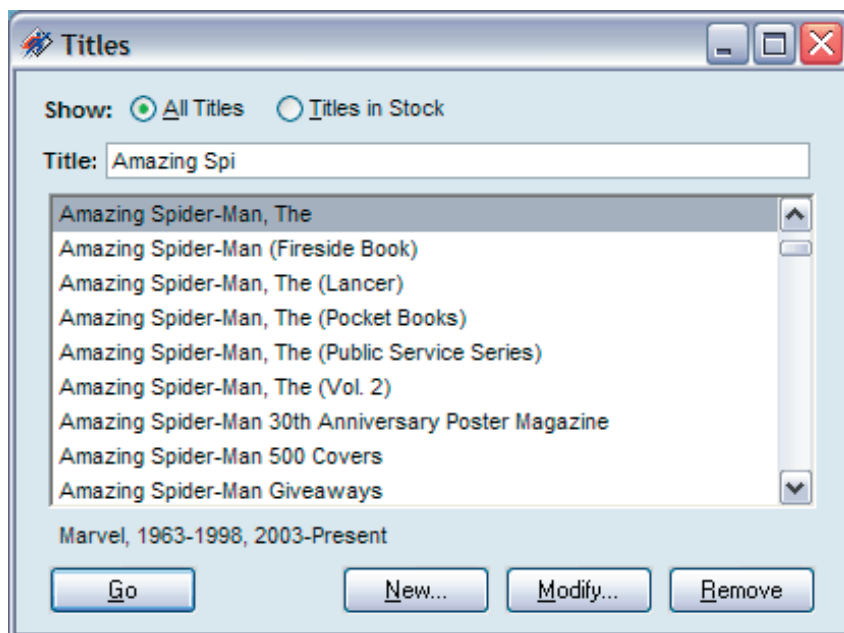 Titles
Show: All Titles Titles in Stock
Title: Amazing Spi
Amazing Spider-Man, The
Amazing Spider-Man (Fireside Book)
Amazing Spider-Man, The (Lancer)
Amazing Spider-Man, The (Pocket Books)
Amazing Spider-Man, The (Public Service Series)
Amazing Spider-Man, The (Vol. 2)
Amazing Spider-Man 30th Anniversary Poster Magazine
Amazing Spider-Man 500 Covers
Amazing Spider-Man Giveaways
Marvel, 1963-1998, 2003-Present
Go New... Modify... Remove